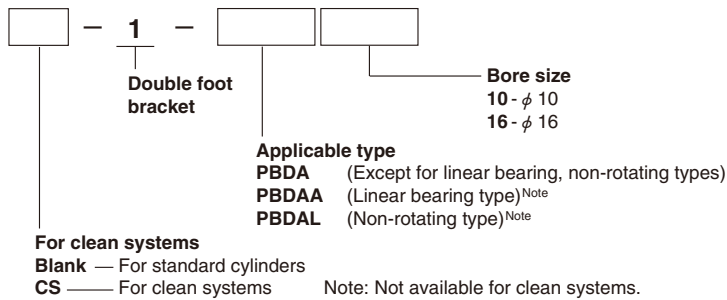 – 1 –
Double foot
bracket
Bore size
10 - ϕ 10
16 - ϕ 16
Applicable type
PBDA (Except for linear bearing, non-rotating types)
PBDAA (Linear bearing type)Note
PBDAL (Non-rotating type)Note
For clean systems
Blank — For standard cylinders
CS —— For clean systems Note: Not available for clean systems.